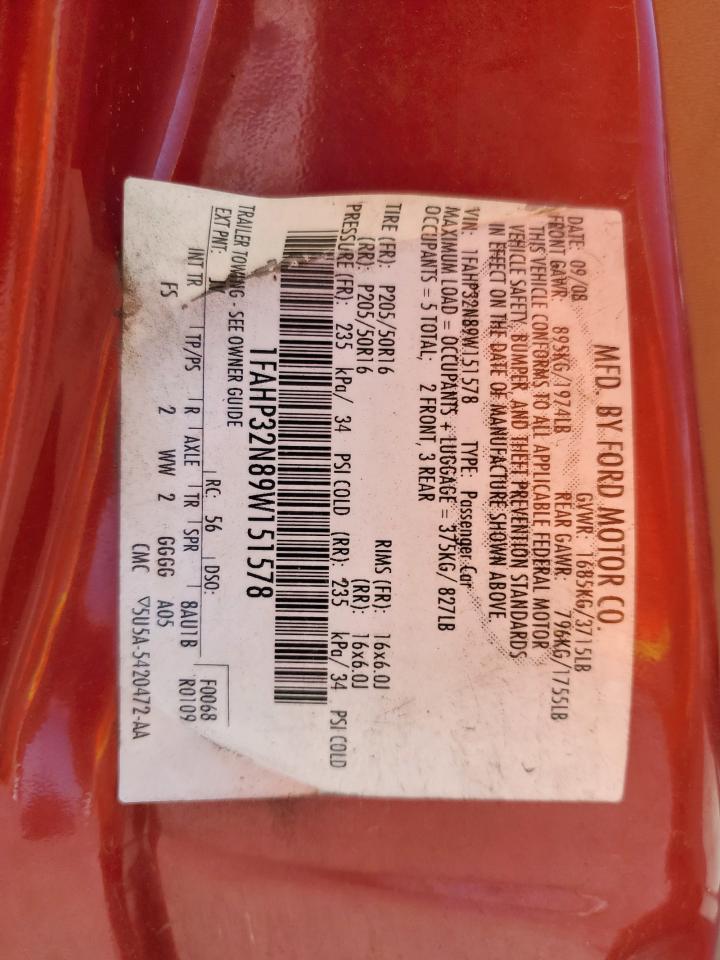 MFD. BY FORD MOTOR CO.
DATE: 09/08 GVWR: 1685KG/3715LB
FRONT GAWR: 895KG/1974LB REAR GAWR: 796KG/1755LB
THIS VEHICLE CONFORMS TO ALL APPLICABLE FEDERAL MOTOR
VEHICLE SAFETY, BUMPER AND THEFT PREVENTION STANDARDS
IN EFFECT ON THE DATE OF MANUFACTURE SHOWN ABOVE.
VIN: 1FAHP32N89W151578 TYPE: Passenger Car
MAXIMUM LOAD = OCCUPANTS + LUGGAGE = 375KG/ 827LB
OCCUPANTS = 5 TOTAL, 2 FRONT, 3 REAR
TIRE (FR): P205/50R16 RIMS (FR): 16x6.0J
(RR): P205/50R16 (RR): 16x6.0J
PRESSURE (FR): 235 kPa/ 34 PSI COLD (RR): 235 kPa/ 34 PSI COLD
1FAHP32N89W151578
TRAILER TOWING - SEE OWNER GUIDE
EXT PNT: RC: 56 DSO: F0068
INT TR TP/PS R AXLE TR SPR 8AU1B R0109
FS 2 WW 2 GGGG A05
CMC ▽5U5A-5420472-AA